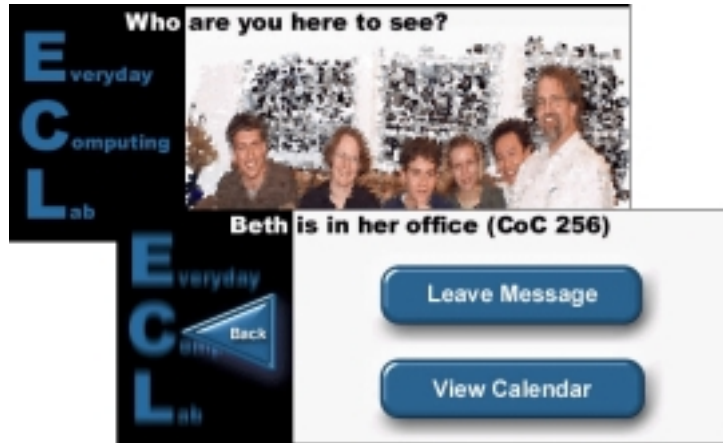 Who are you here to see?
Everyday
Computing
Lab
Beth is in her office (CoC 256)
Everyday
Back
Lab
Leave Message
View Calendar